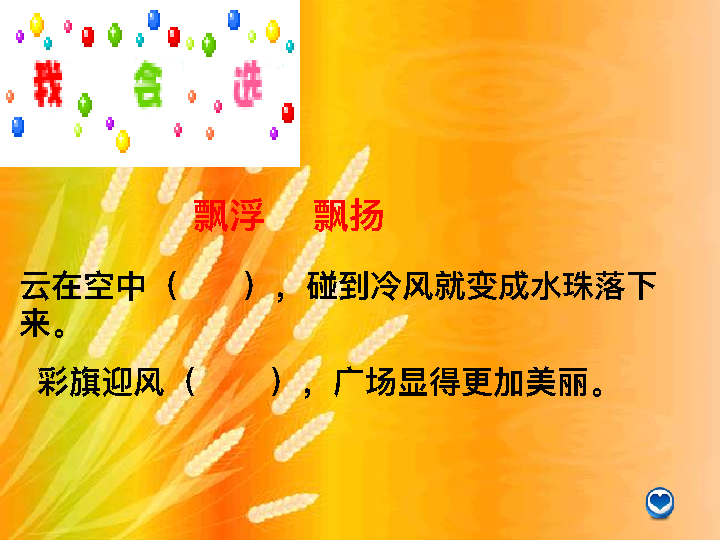 我会选
飘浮 飘扬
云在空中（ ），碰到冷风就变成水珠落下
来。
彩旗迎风（ ），广场显得更加美丽。